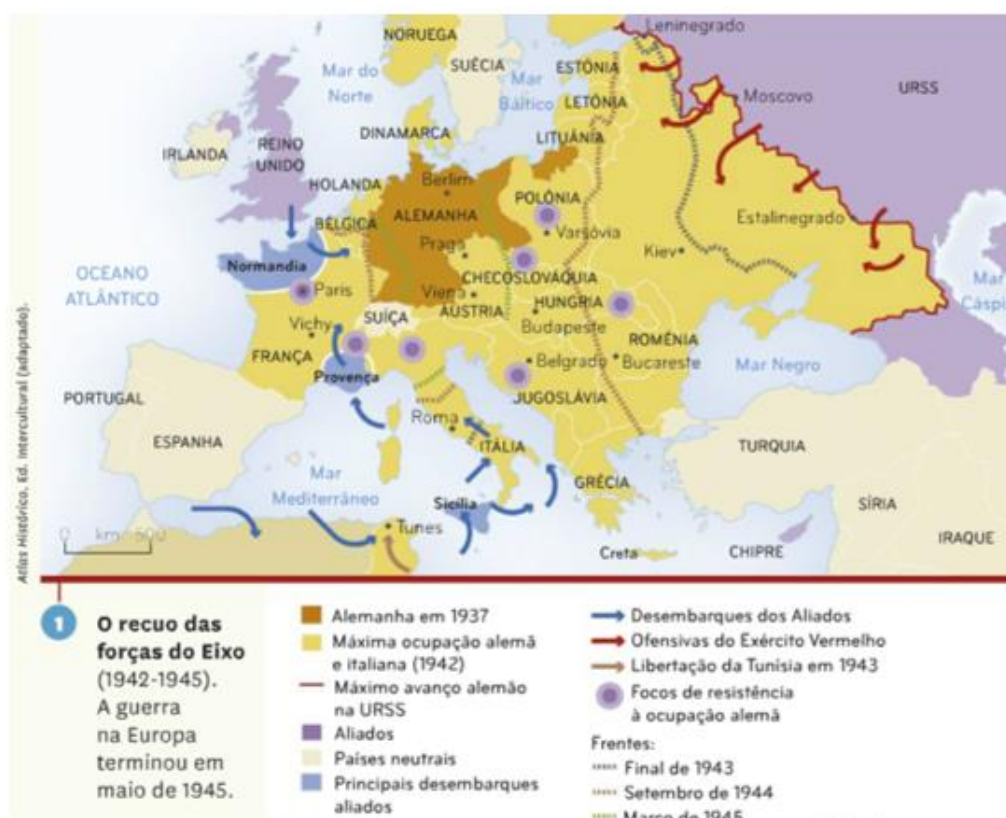 NORUEGA
Leninegrado
SUÉCIA
Mar do
Norte
ESTÓNIA
Mar
Báltico
LETÓNIA
Moscovo
URSS
DINAMARCA
LITUÂNIA
IRLANDA
REINO
UNIDO
HOLANDA
Berlim
POLÓNIA
BÉLGICA
ALEMANHA
Varsóvia
Estalinegrado
Praga
Kiev
OCEANO
ATLÂNTICO
Normandia
Paris
CHECOSLOVÁQUIA
Viena
ÁUSTRIA
HUNGRIA
Mar
Cáspio
Vichy
SUÍÇA
Budapeste
ROMÉNIA
FRANÇA
Belgrado
Bucareste
Mar Negro
Provença
JUGOSLÁVIA
PORTUGAL
ESPANHA
Roma
ITÁLIA
TURQUIA
Mar
Mediterrâneo
Sicília
GRÉCIA
SÍRIA
0 km 500
Tunes
Creta
CHIPRE
IRAQUE
Atlas Histórico, Ed. Intercultural (adaptado).
1
O recuo das
forças do Eixo
(1942-1945).
A guerra
na Europa
terminou em
maio de 1945.
Alemanha em 1937
Máxima ocupação alemã
e italiana (1942)
Máximo avanço alemão
na URSS
Aliados
Países neutrais
Principais desembarques
aliados
Desembarques dos Aliados
Ofensivas do Exército Vermelho
Libertação da Tunísia em 1943
Focos de resistência
à ocupação alemã
Frentes:
Final de 1943
Setembro de 1944
Março de 1945